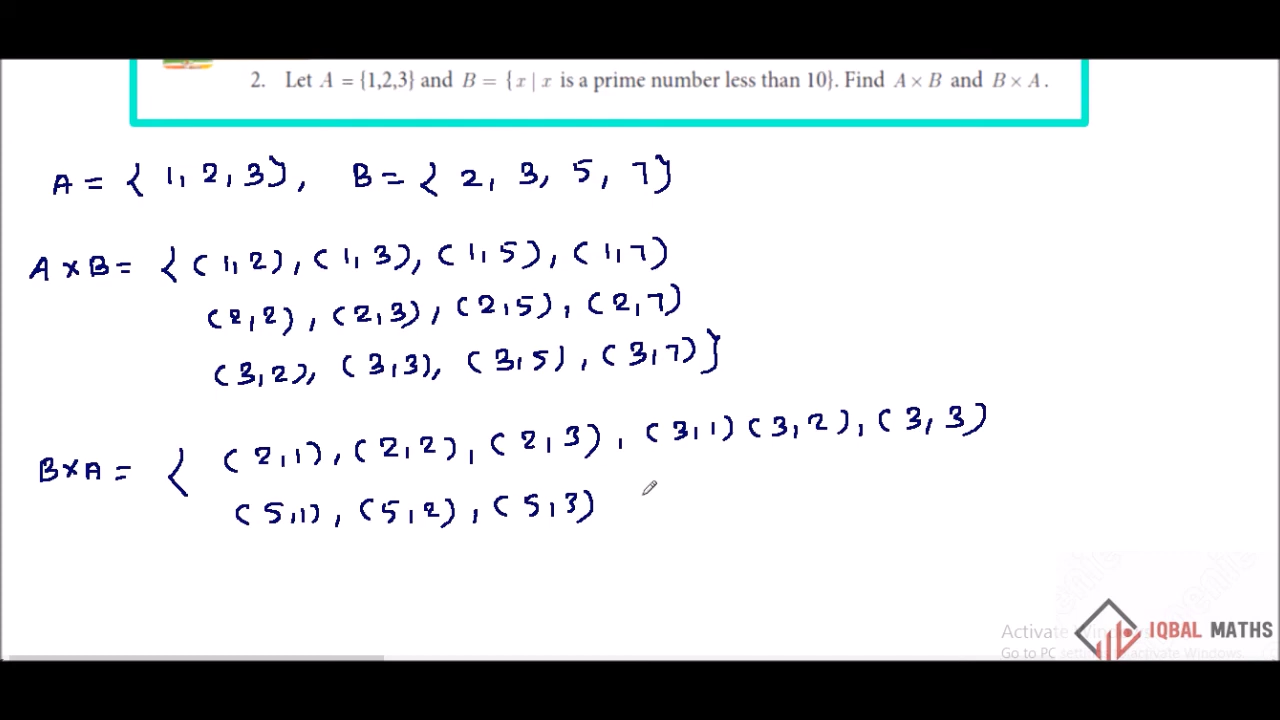 2. Let A = {1,2,3} and B = {x | x is a prime number less than 10}. Find A × B and B × A.
A = { 1, 2, 3}, B = { 2, 3, 5, 7}
A × B = { ( 1, 2), ( 1, 3), ( 1, 5), ( 1, 7)
(2, 2), (2, 3), (2, 5), (2, 7)
(3, 2), (3, 3), (3, 5), (3, 7)}
B×A = { (2,1), (2,2), (2,3), (3,1) (3,2), (3,3)
(5,1), (5,2), (5,3)
Activate Win
IQBAL MATHS
Go to PC settings to activate Windows.